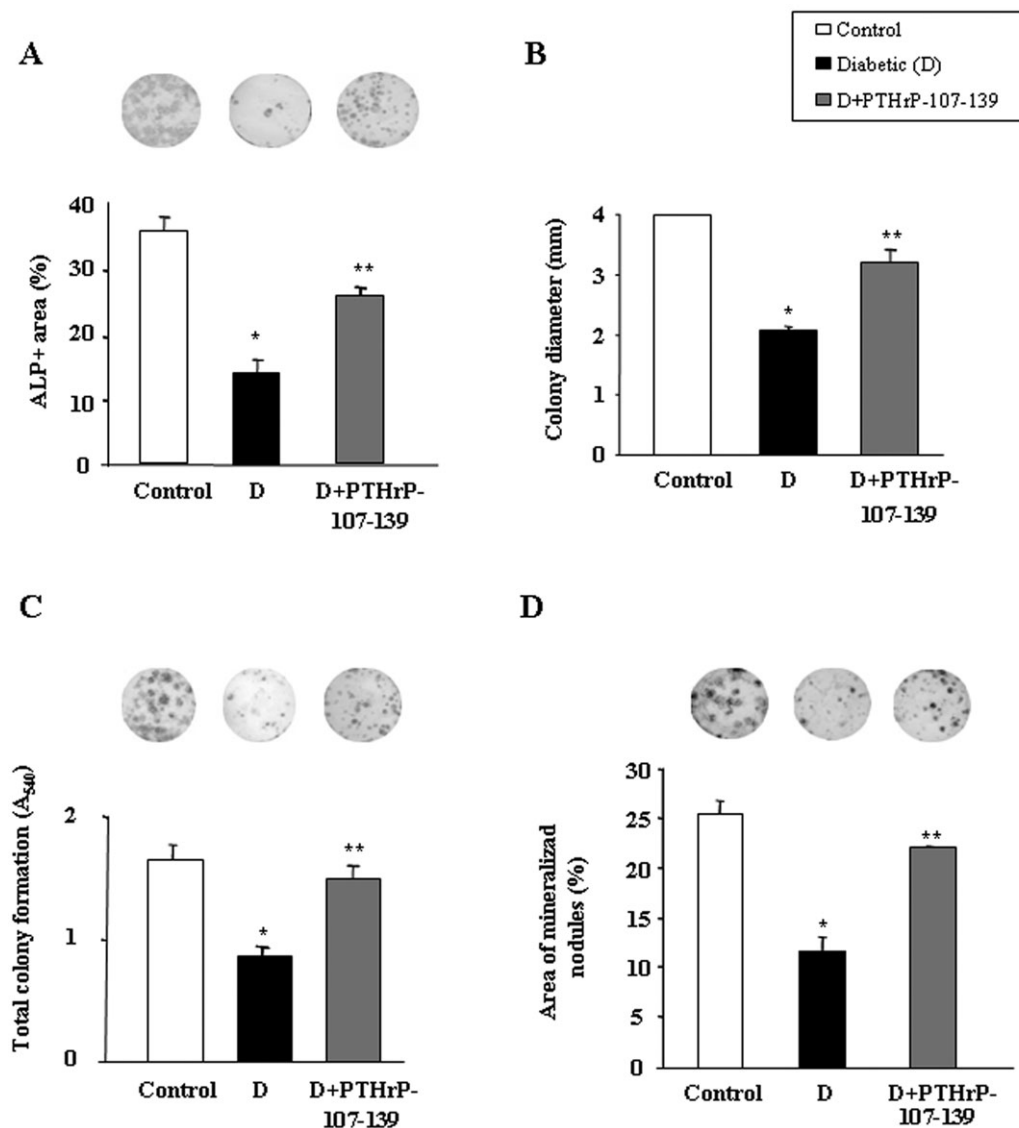 Control
Diabetic (D)
D+PTHrP-107-139
A
ALP+ area (%)
40
30
20
10
0
*
**
Control D D+PTHrP-
107-139
B
Colony diameter (mm)
4
3
2
1
0
*
**
Control D D+PTHrP-
107-139
C
Total colony formation (A540)
2
1
0
*
**
Control D D+PTHrP-
107-139
D
Area of mineralizad
nodules (%)
30
25
20
15
10
5
0
*
**
Control D D+PTHrP-
107-139